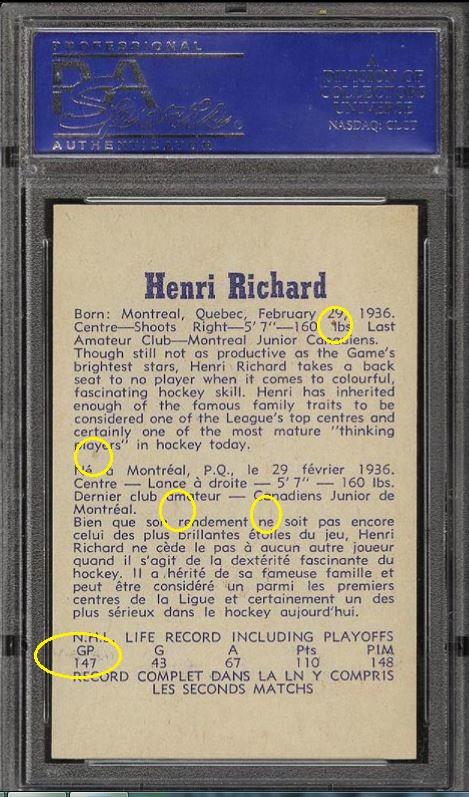 PROFESSIONAL
PSA
Sports
AUTHENTICATOR
A
DIVISION OF
COLLECTORS
UNIVERSE
NASDAQ: CLCT
Henri Richard
Born: Montreal, Quebec, February 29, 1936.
Centre—Shoots Right—5' 7"—160 lbs. Last
Amateur Club—Montreal Junior Canadiens.
Though still not as productive as the Game's
brightest stars, Henri Richard takes a back
seat to no player when it comes to colourful,
fascinating hockey skill. Henri has inherited
enough of the famous family traits to be
considered one of the League's top centres and
certainly one of the most mature "thinking
players" in hockey today.
Né à Montréal, P.Q., le 29 février 1936.
Centre — Lance à droite — 5' 7" — 160 lbs.
Dernier club amateur — Canadiens Junior de
Montréal.
Bien que son rendement ne soit pas encore
celui des plus brillantes étoiles du jeu, Henri
Richard ne cède le pas à aucun autre joueur
quand il s'agit de la dextérité fascinante du
hockey. Il a hérité de sa fameuse famille et
peut être considéré un parmi les premiers
centres de la Ligue et certainement un des
plus sérieux dans le hockey aujourd'hui.
N.H.L. LIFE RECORD INCLUDING PLAYOFFS
GP G A Pts PIM
147 43 67 110 148
RECORD COMPLET DANS LA LN Y COMPRIS
LES SECONDS MATCHS